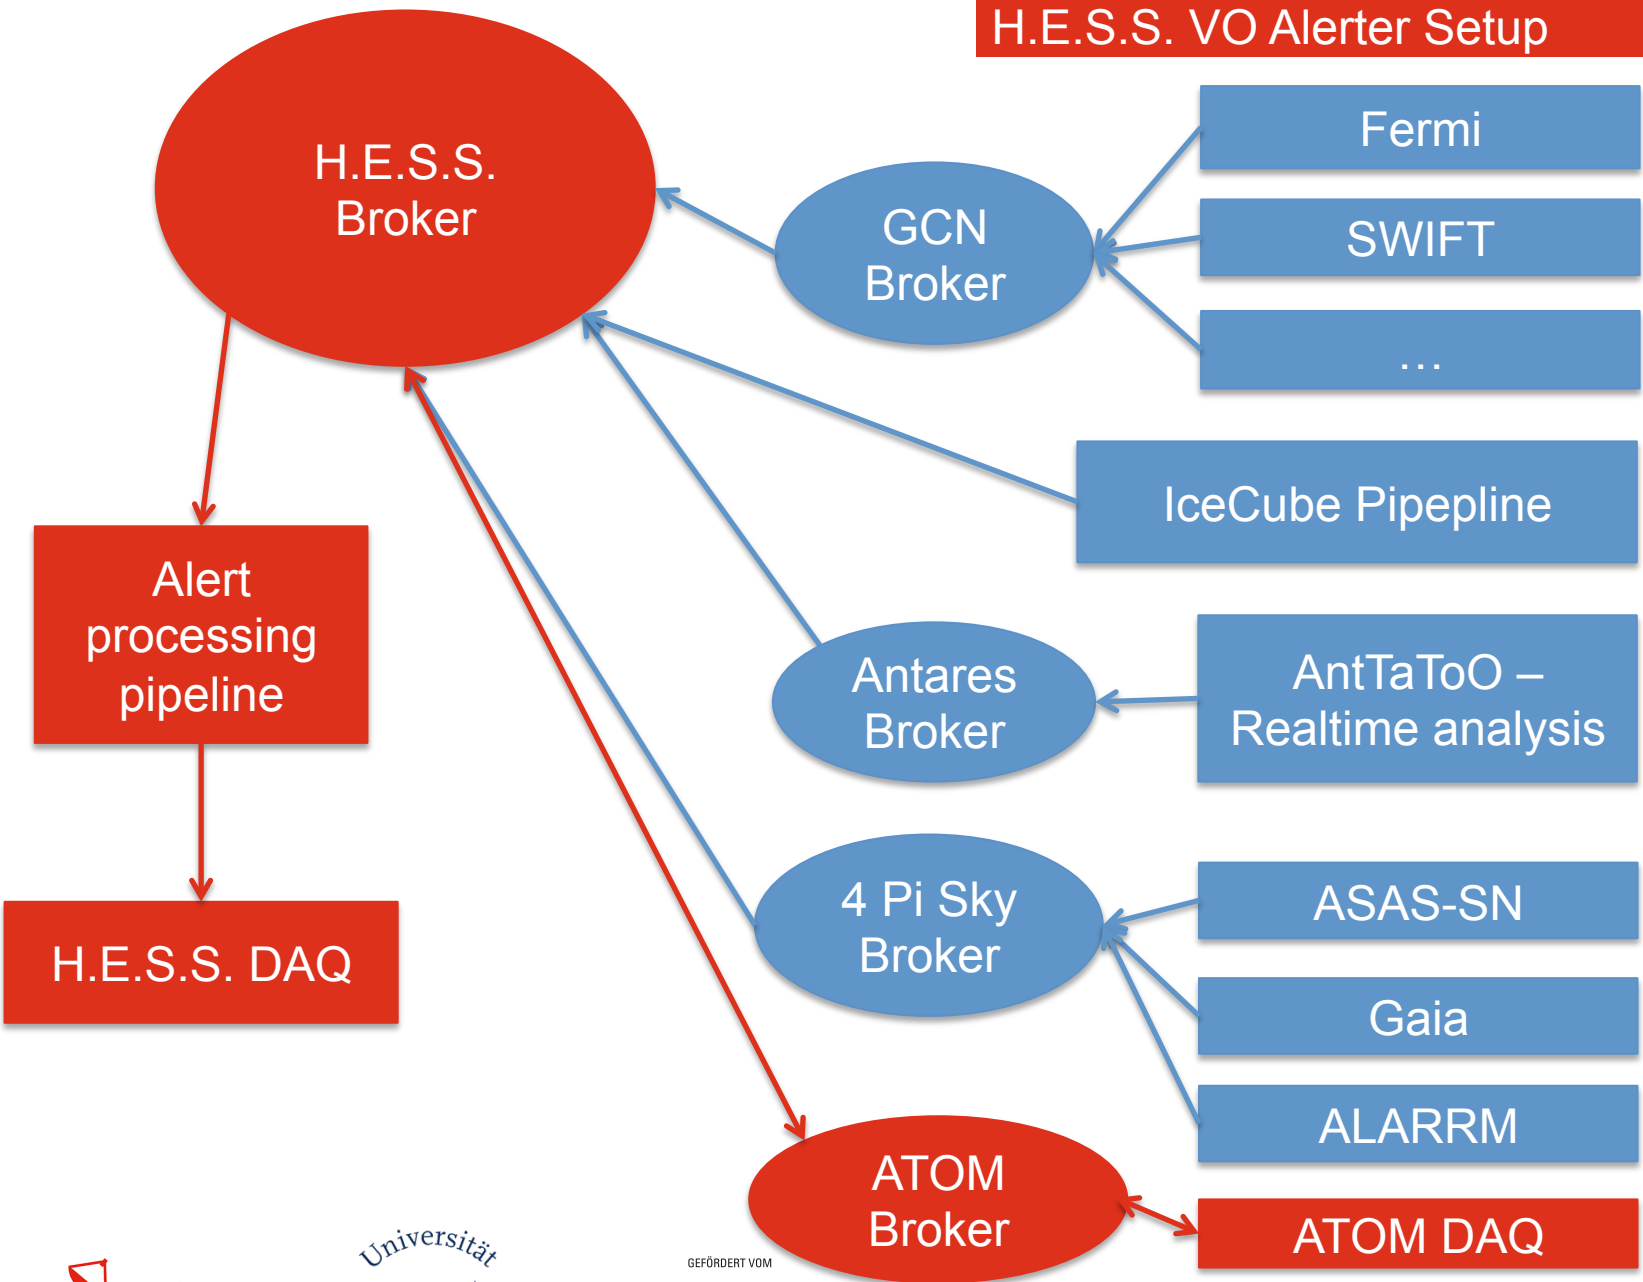 H.E.S.S. VO Alerter Setup
H.E.S.S.
Broker
GCN
Broker
Fermi
SWIFT
...
IceCube Pipepline
Alert
processing
pipeline
Antares
Broker
AntTaToO –
Realtime analysis
4 Pi Sky
Broker
ASAS-SN
Gaia
ALARRM
H.E.S.S. DAQ
ATOM
Broker
ATOM DAQ
Universität
GEFÖRDERT VOM